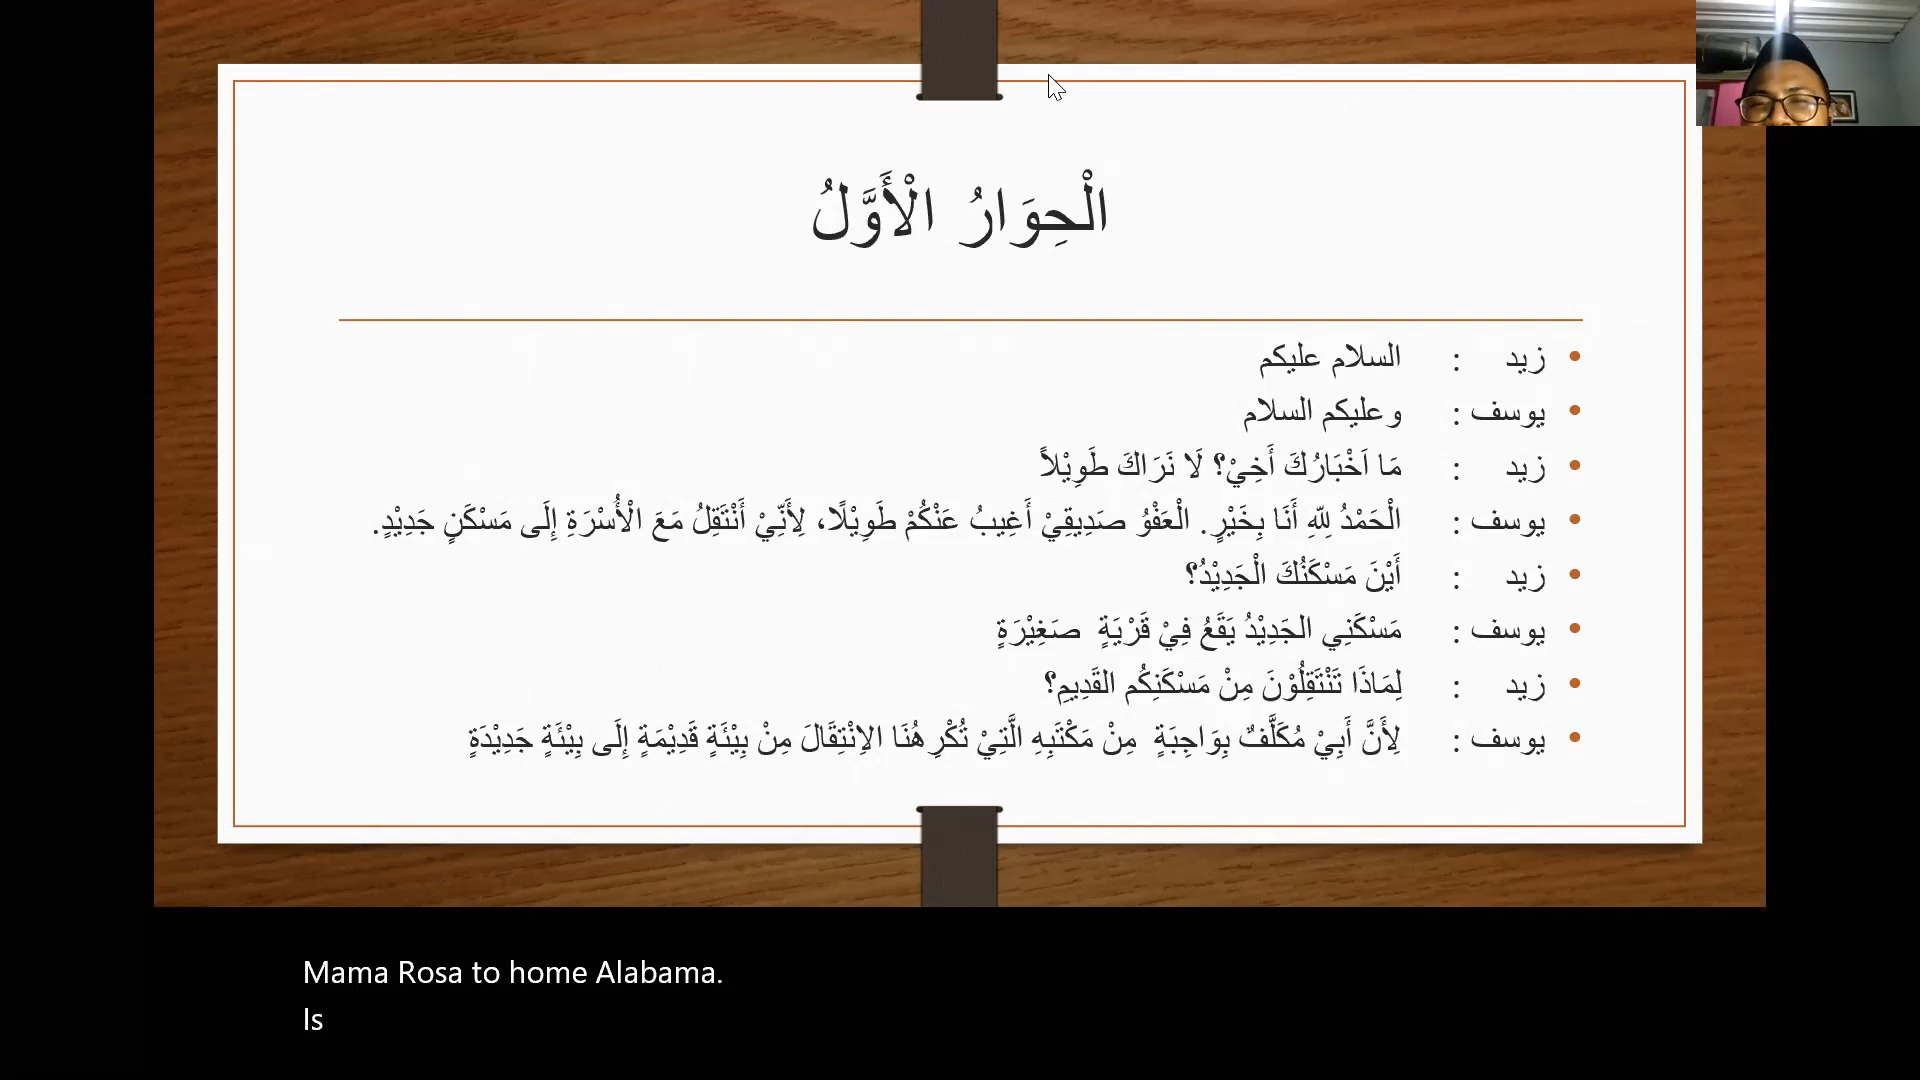 الْحِوَارُ الْأَوَّلُ
• زيد : السلام عليكم
• يوسف : وعليكم السلام
• زيد : مَا اَخْبَارُكَ أَخِيْ؟ لَا نَرَاكَ طَوِيْلاً
• يوسف : الْحَمْدُ لِلّٰهِ أَنَا بِخَيْرٍ. الْعَفْوُ صَدِيقِيْ أَغِيبُ عَنْكُمْ طَوِيْلًا، لِأَنِّيْ أَنْتَقِلُ مَعَ الْأُسْرَةِ إِلَى مَسْكَنٍ جَدِيْدٍ.
• زيد : أَيْنَ مَسْكَنُكَ الْجَدِيْدُ؟
• يوسف : مَسْكَنِي الجَدِيْدُ يَقَعُ فِيْ قَرْيَةٍ صَغِيْرَةٍ
• زيد : لِمَاذَا تَنْتَقِلُوْنَ مِنْ مَسْكَنِكُم القَدِيمِ؟
• يوسف : لِأَنَّ أَبِيْ مُكَلَّفٌ بِوَاجِبَةٍ مِنْ مَكْتَبِهِ الَّتِيْ تُكْرِهُنَا الاِنْتِقَالَ مِنْ بِيْئَةٍ قَدِيْمَةٍ إِلَى بِيْئَةٍ جَدِيْدَةٍ
Mama Rosa to home Alabama.
Is